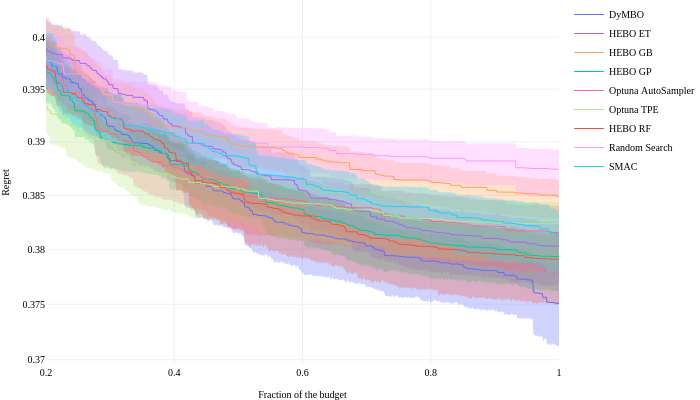 DyMBO
HEBO ET
HEBO GB
HEBO GP
Optuna AutoSampler
Optuna TPE
HEBO RF
Random Search
SMAC
0.4
0.395
0.39
0.385
0.38
0.375
0.37
Regret
0.2
0.4
0.6
0.8
1
Fraction of the budget